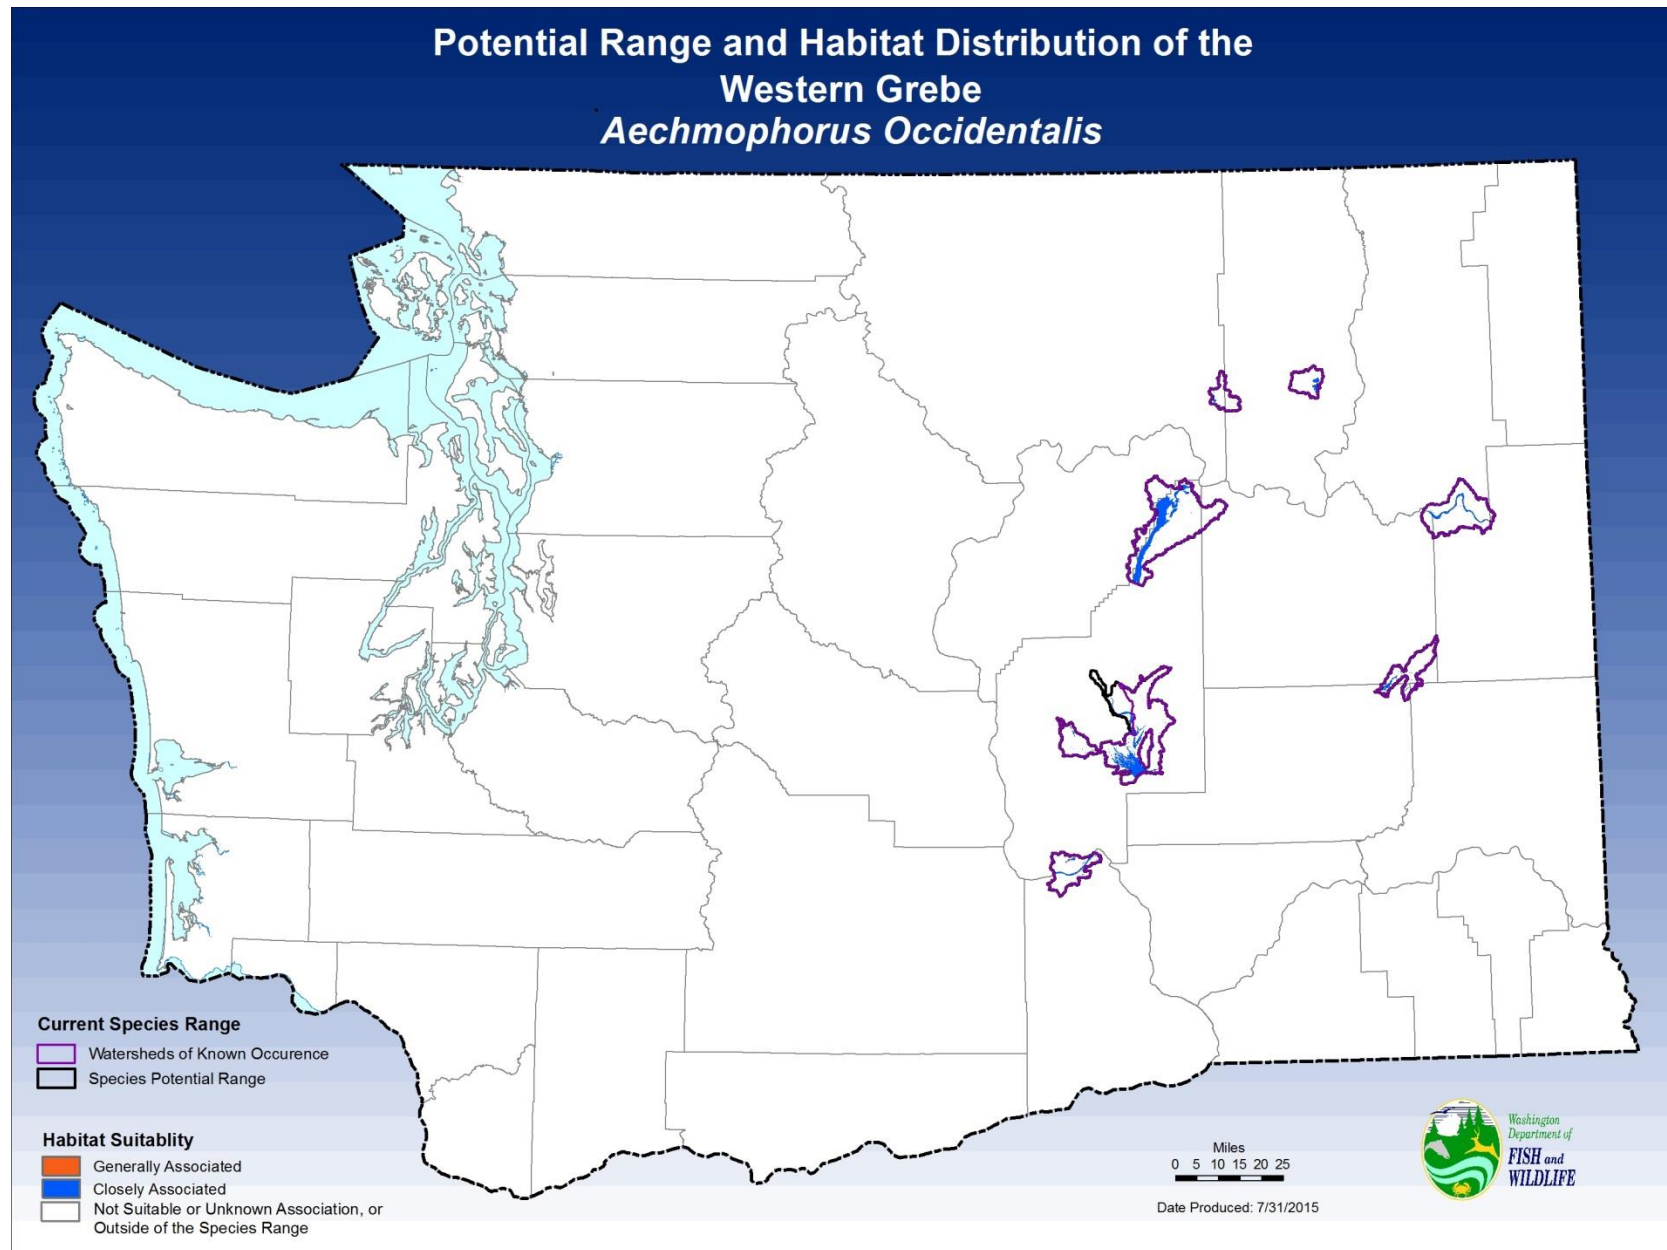 Potential Range and Habitat Distribution of the
Western Grebe
Aechmophorus Occidentalis
Current Species Range
Watersheds of Known Occurence
Species Potential Range
Habitat Suitablity
Generally Associated
Closely Associated
Not Suitable or Unknown Association, or
Outside of the Species Range
Miles
0 5 10 15 20 25
Date Produced: 7/31/2015
Washington
Department of
FISH and
WILDLIFE